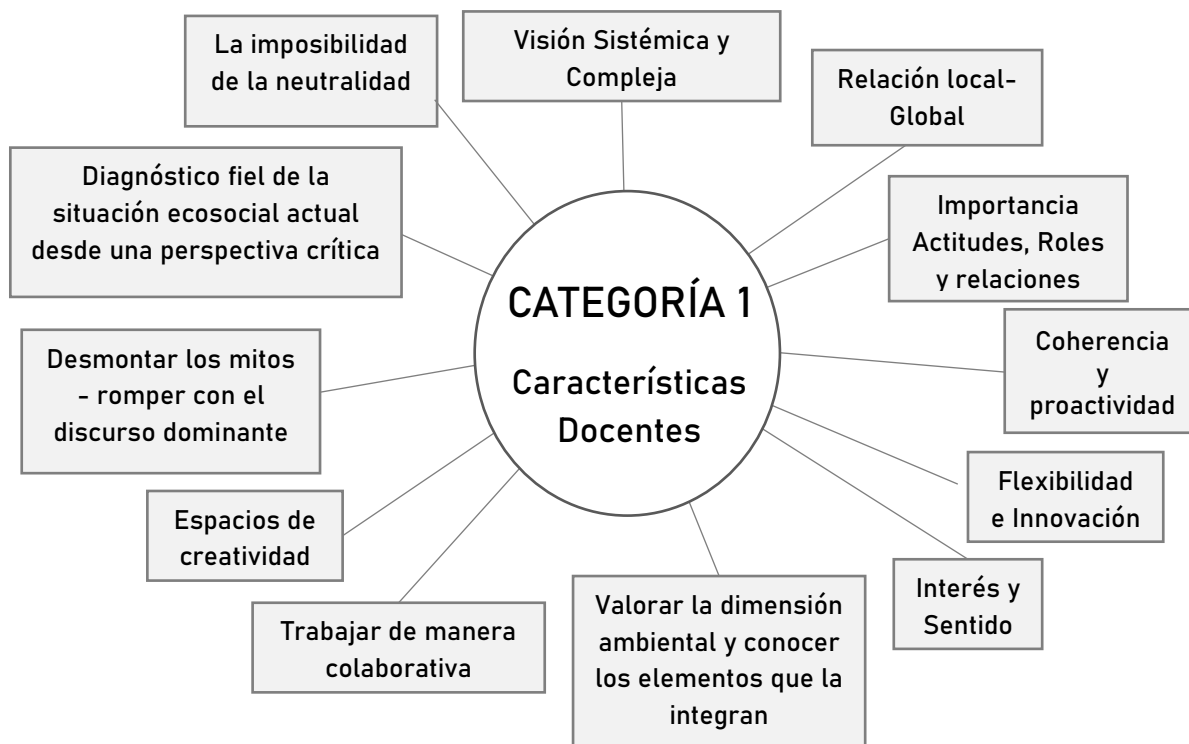 La imposibilidad
de la neutralidad
Visión Sistémica y
Compleja
Relación local-
Global
Diagnóstico fiel de la
situación ecosocial actual
desde una perspectiva crítica
Importancia
Actitudes, Roles
y relaciones
CATEGORÍA 1
Caracterísíticas
Docentes
Coherencia
y
proactividad
Desmontar los mitos
- romper con el
discurso dominante
Flexibilidad
e Innovación
Espacios de
creatividad
Interés y
Sentido
Valorar la dimensión
ambiental y conocer
los elementos que la
integran
Trabajar de manera
colaborativa